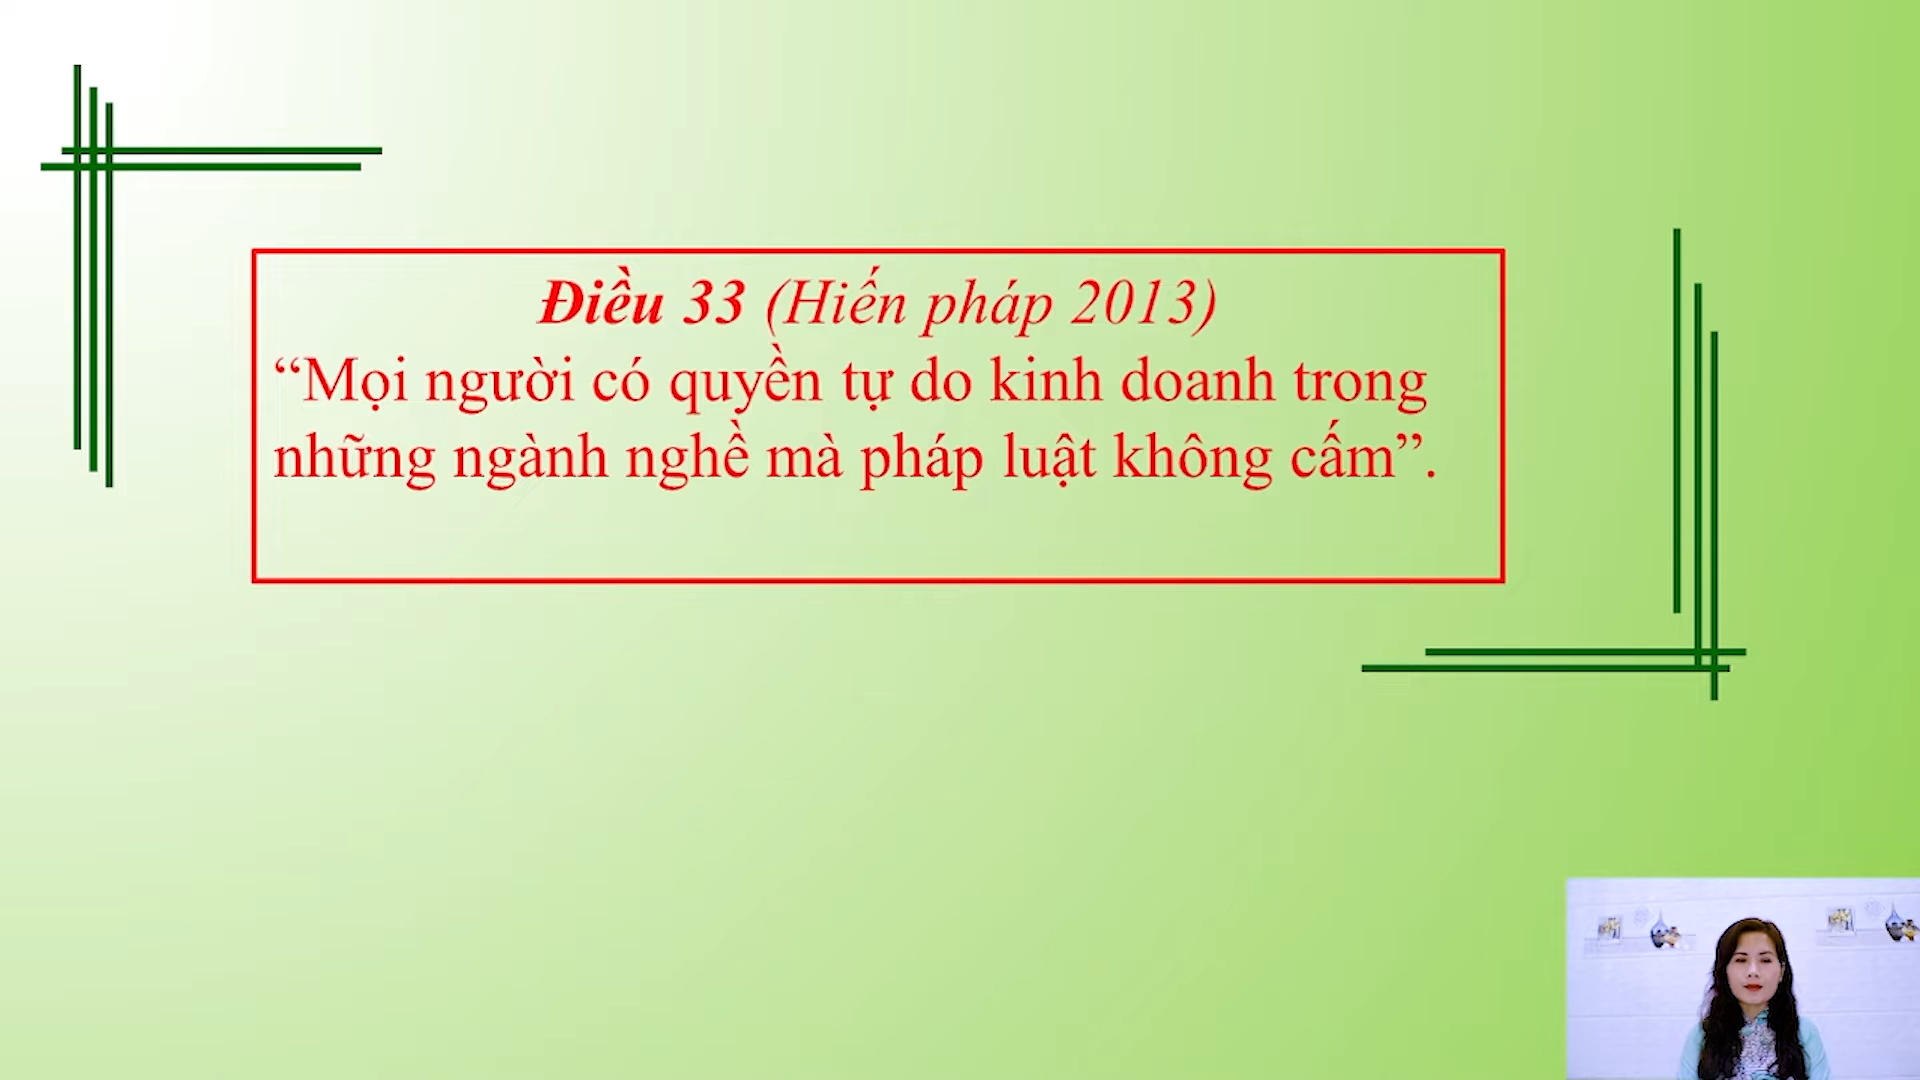 Điều 33 (Hiến pháp 2013)
“Mọi người có quyền tự do kinh doanh trong
những ngành nghề mà pháp luật không cấm”.